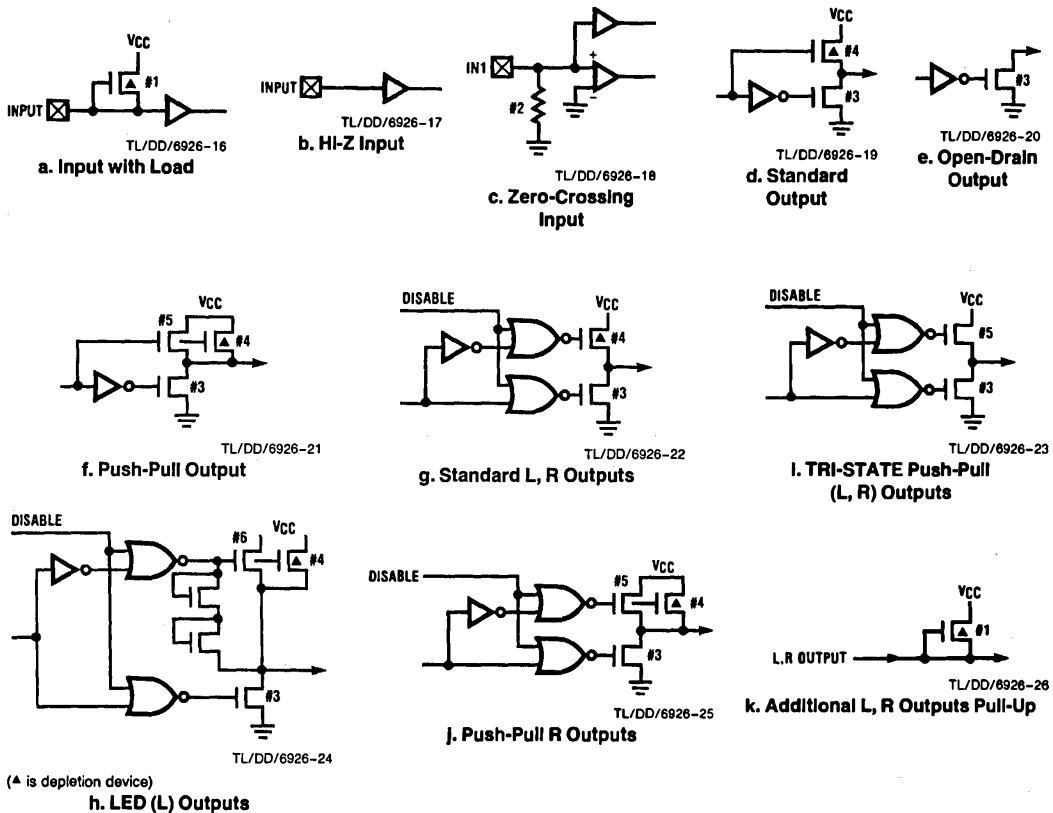 VCC
#1
INPUT
TL/DD/6926-16
a. Input with Load
INPUT
TL/DD/6926-17
b. Hi-Z Input
IN1
+
−
#2
TL/DD/6926-18
c. Zero-Crossing
Input
VCC
#4
#3
TL/DD/6926-19
d. Standard
Output
#3
TL/DD/6926-20
e. Open-Drain
Output
VCC
#5
#4
#3
TL/DD/6926-21
f. Push-Pull Output
DISABLE
VCC
#4
#3
TL/DD/6926-22
g. Standard L, R Outputs
DISABLE
VCC
#5
#3
TL/DD/6926-23
i. TRI-STATE Push-Pull
(L, R) Outputs
DISABLE
VCC
#6
#4
#3
TL/DD/6926-24
(▲ is depletion device)
h. LED (L) Outputs
DISABLE
VCC
#5
#4
#3
TL/DD/6926-25
j. Push-Pull R Outputs
VCC
#1
L,R OUTPUT
TL/DD/6926-26
k. Additional L, R Outputs Pull-Up